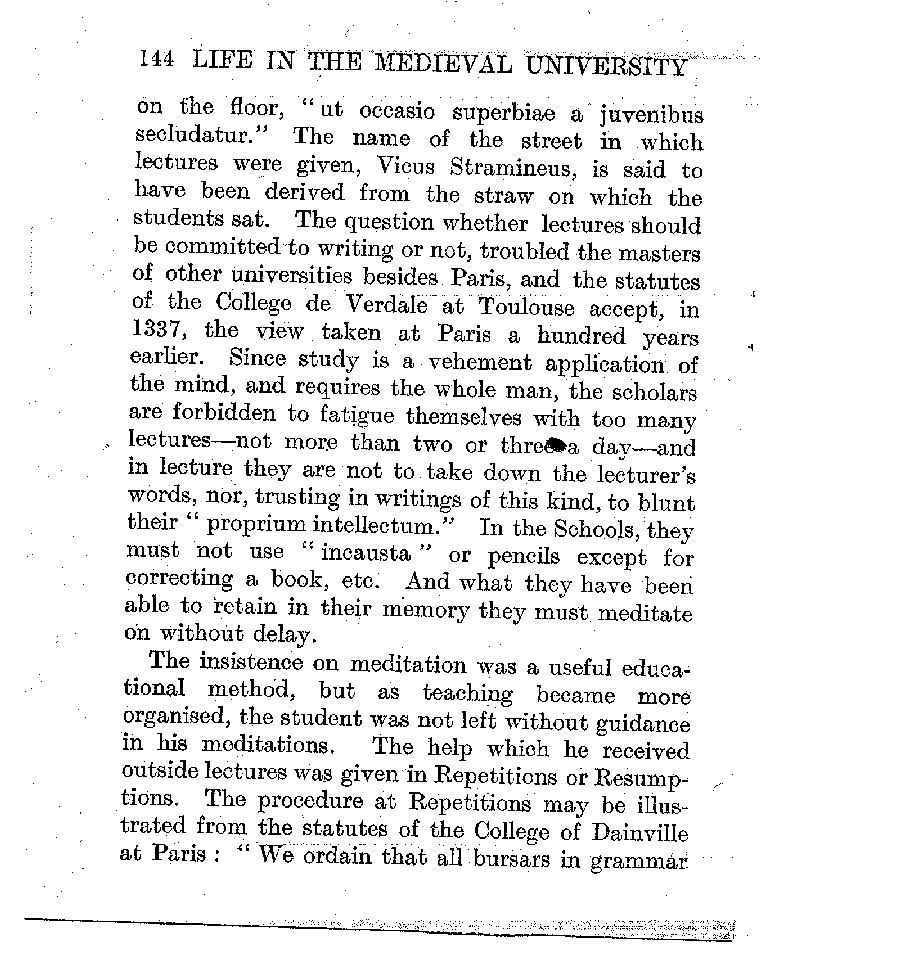 144 LIFE IN THE MEDIEVAL UNIVERSITY
on the floor, “ ut occasio superbiae a juvenibus
secludatur.” The name of the street in which
lectures were given, Vicus Stramineus, is said to
have been derived from the straw on which the
students sat. The question whether lectures should
be committed to writing or not, troubled the masters
of other universities besides Paris, and the statutes
of the College de Verdale at Toulouse accept, in
1337, the view taken at Paris a hundred years
earlier. Since study is a vehement application of
the mind, and requires the whole man, the scholars
are forbidden to fatigue themselves with too many
lectures—not more than two or three a day—and
in lecture they are not to take down the lecturer’s
words, nor, trusting in writings of this kind, to blunt
their “ proprium intellectum.” In the Schools, they
must not use “ incausta ” or pencils except for
correcting a book, etc. And what they have been
able to retain in their memory they must meditate
on without delay.
The insistence on meditation was a useful educa-
tional method, but as teaching became more
organised, the student was not left without guidance
in his meditations. The help which he received
outside lectures was given in Repetitions or Resump-
tions. The procedure at Repetitions may be illus-
trated from the statutes of the College of Dainville
at Paris : “ We ordain that all bursars in grammar